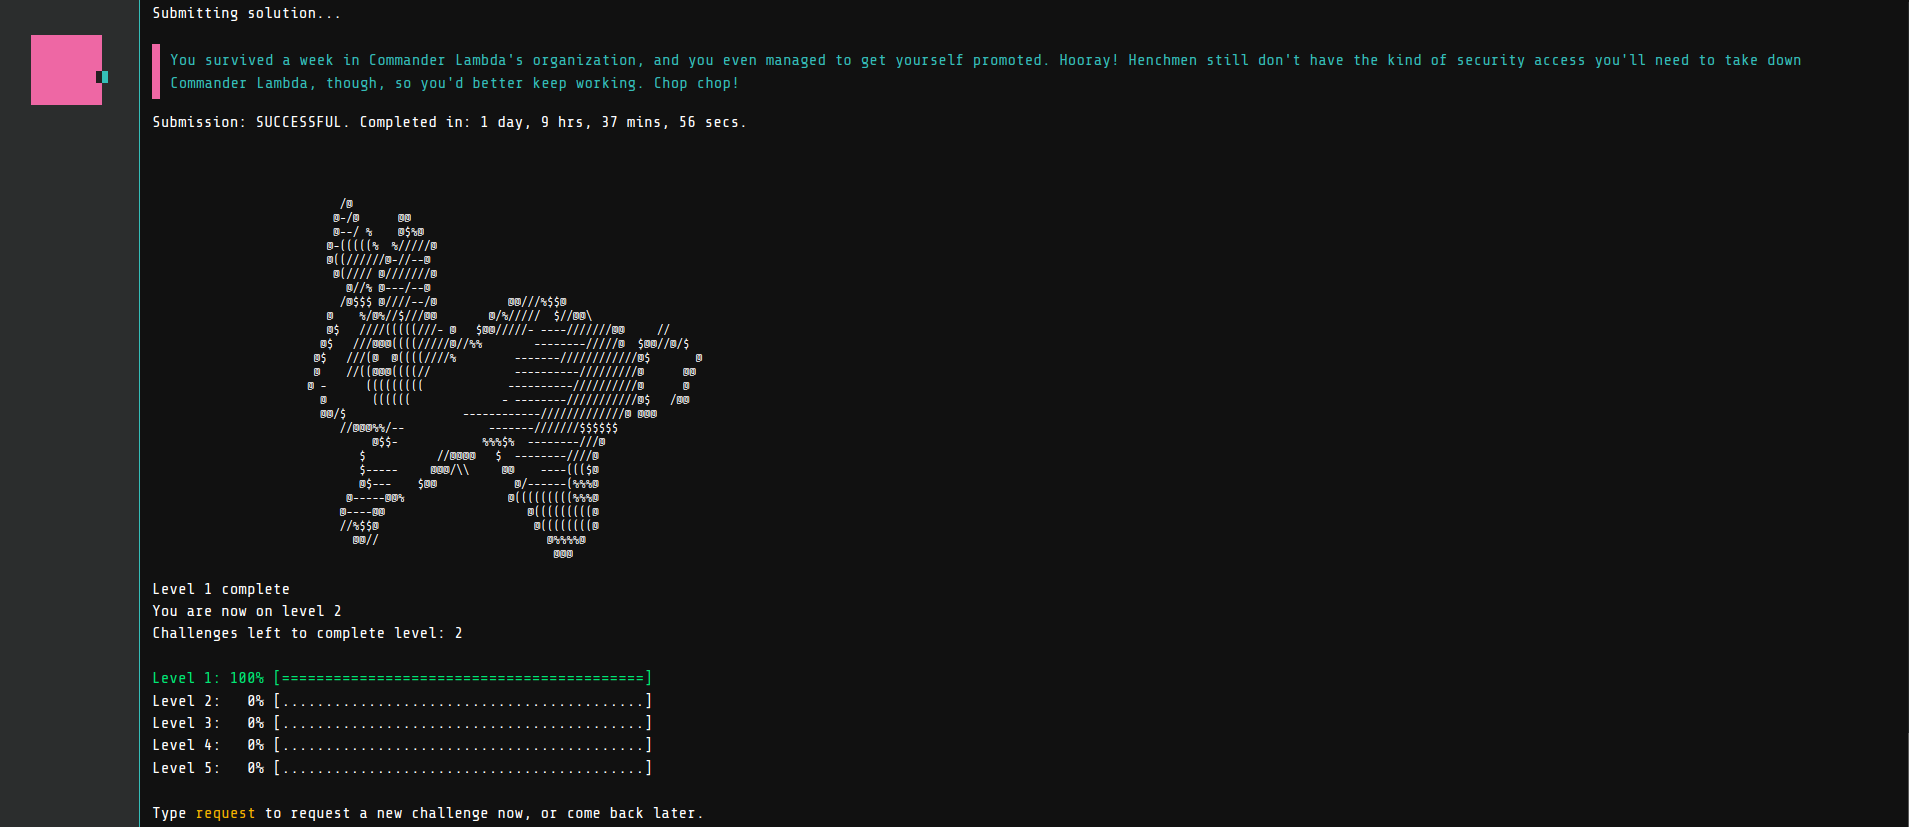 Submitting solution...
You survived a week in Commander Lambda's organization, and you even managed to get yourself promoted. Hooray! Henchmen still don't have the kind of security access you'll need to take down
Commander Lambda, though, so you'd better keep working. Chop chop!
Submission: SUCCESSFUL. Completed in: 1 day, 9 hrs, 37 mins, 56 secs.
Level 1 complete
You are now on level 2
Challenges left to complete level: 2
Level 1: 100% [==========================================]
Level 2:   0% [..........................................]
Level 3:   0% [..........................................]
Level 4:   0% [..........................................]
Level 5:   0% [..........................................]
Type request to request a new challenge now, or come back later.